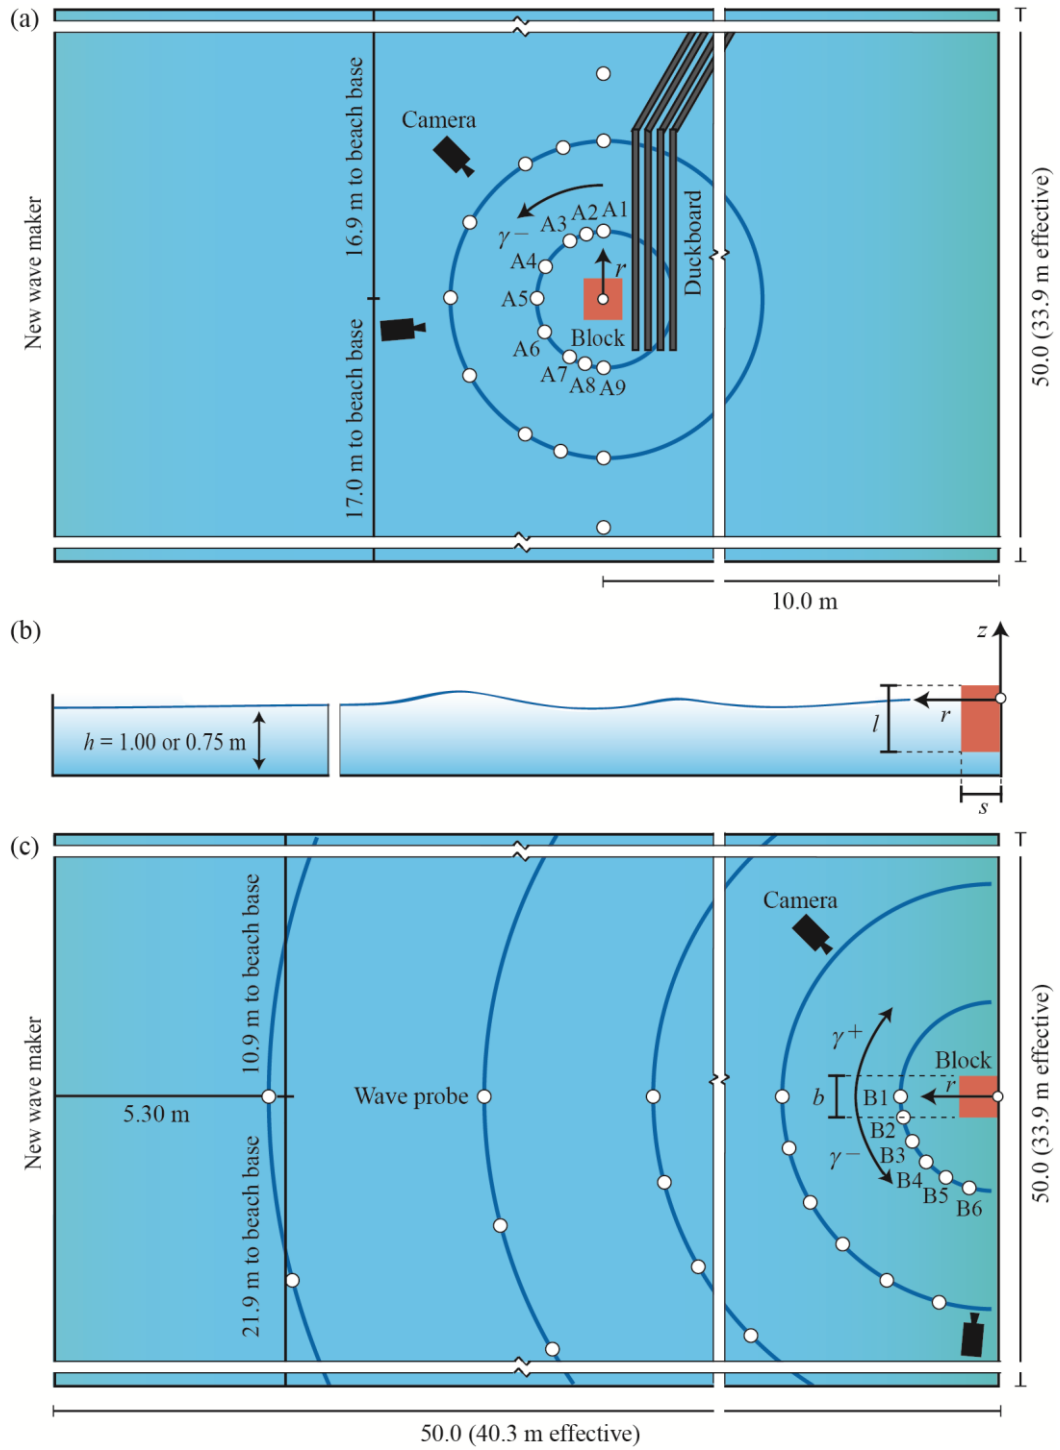 (a)
16.9 m to beach base
Camera
New wave maker
γ−
A3 A2 A1
A4
r
A5
Block
A6
A7
A8 A9
Duckboard
17.0 m to beach base
50.0 (33.9 m effective)
10.0 m
(b)
z
h = 1.00 or 0.75 m
l
r
s
(c)
10.9 m to beach base
Camera
New wave maker
γ+
Block
Wave probe
b
B1
r
5.30 m
B2
γ−
B3
B4
B5
B6
21.9 m to beach base
50.0 (33.9 m effective)
50.0 (40.3 m effective)